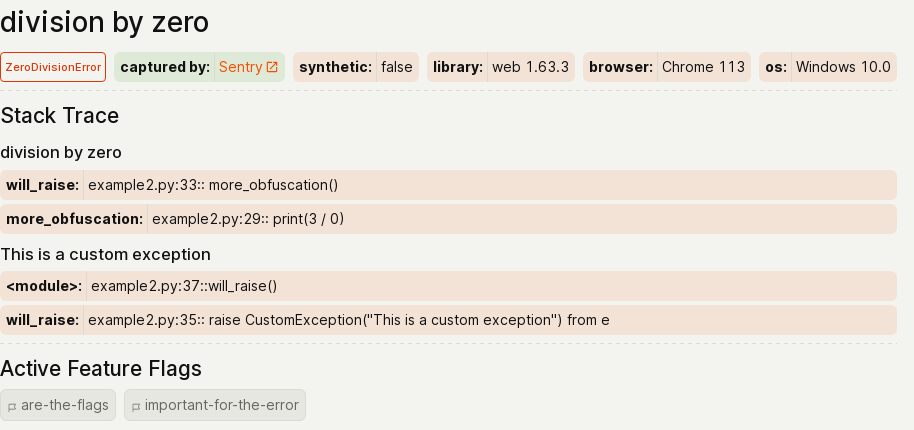 division by zero
ZeroDivisionError captured by: Sentry synthetic: false library: web 1.63.3 browser: Chrome 113 os: Windows 10.0
Stack Trace
division by zero
will_raise: example2.py:33:: more_obfuscation()
more_obfuscation: example2.py:29:: print(3 / 0)
This is a custom exception
<module>: example2.py:37::will_raise()
will_raise: example2.py:35:: raise CustomException("This is a custom exception") from e
Active Feature Flags
are-the-flags important-for-the-error